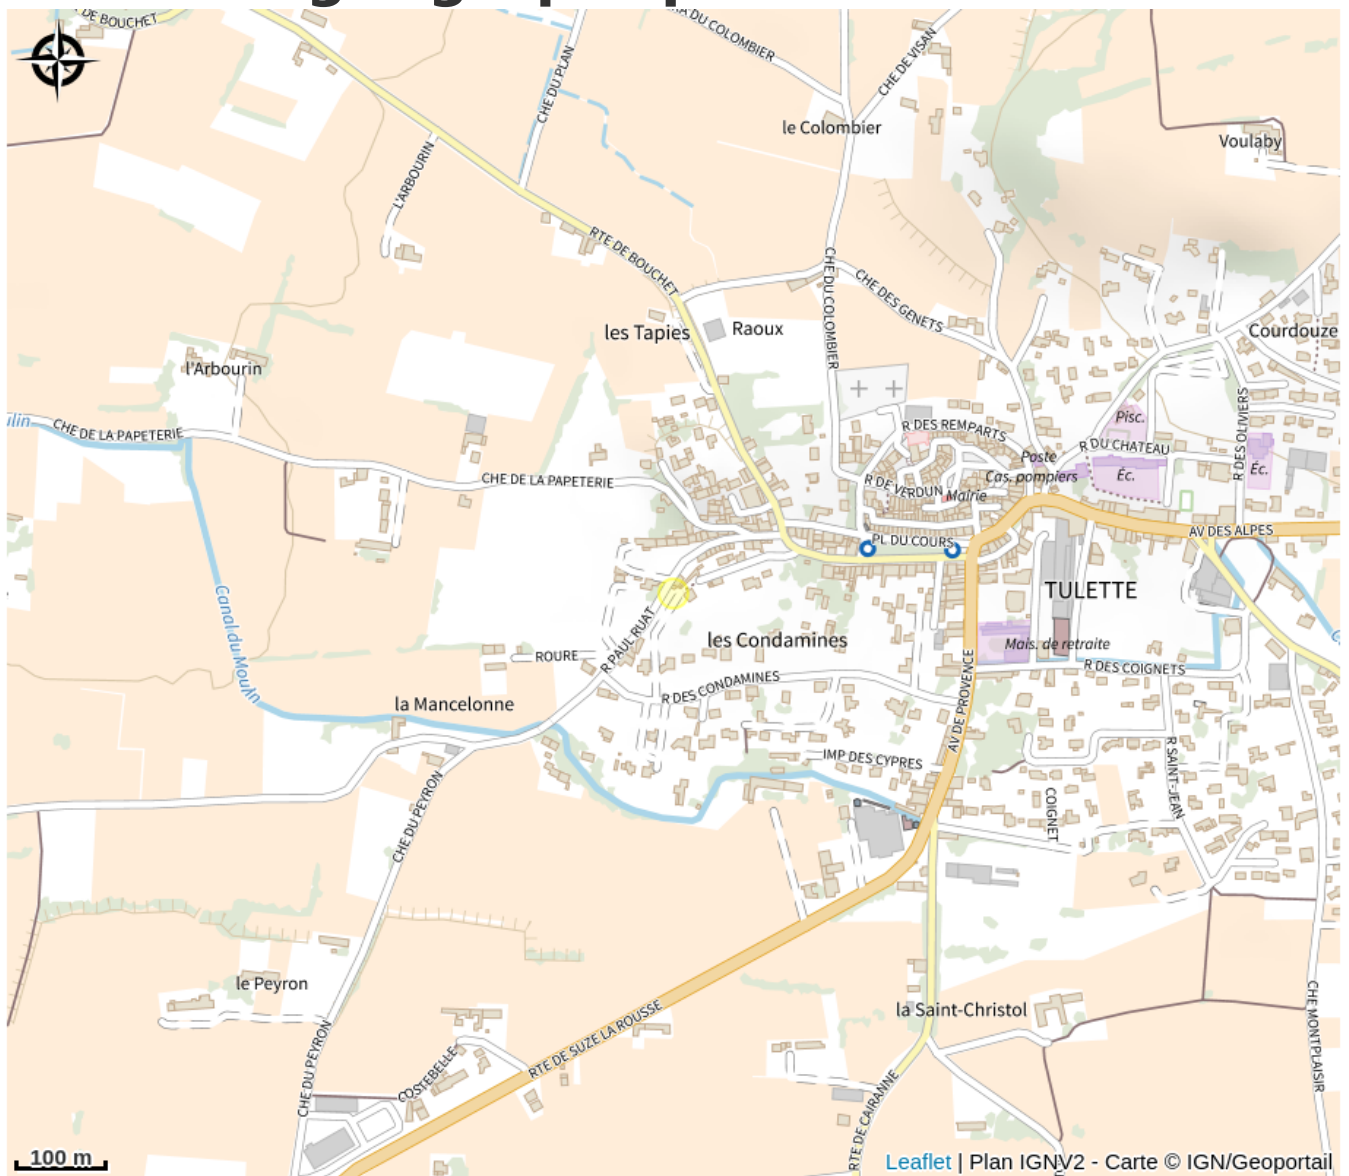 DE BOUCHET
DU COLOMBIER
CHE DE VISAN
CHE DU PLAN
le Colombier
Voulaby
L'ARBOURIN
RTE DE BOUCHET
CHE DU COLOMBIER
CHE DES GENETS
les Tapies
Raoux
Courdouze
l'Arbourin
Pisc.
R DES OLIVIERS
ulin
CHE DE LA PAPETERIE
R DES REMPARTS
R DU CHATEAU
Poste
Cas. pompiers
Éc.
Éc.
CHE DE LA PAPETERIE
R DE VERDUN
Mairie
AV DES ALPES
PL DU COURS
TULETTE
Canal du Moulin
R PAUL RUAT
les Condamines
Mais. de retraite
ROURE
R DES COIGNETS
R DES CONDAMINES
la Mancelonne
AV DE PROVENCE
IMP DES CYPRES
R SAINT-JEAN
CHE DU PEYRON
COIGNET
le Peyron
la Saint-Christol
CHE MONTPLAISIR
RTE DE SUZE LA ROUSSE
CHE DU PEYRON
COSTEBELLE
RTE DE CAIRANNE
100 m
Leaflet | Plan IGNV2 - Carte © IGN/Geoportail